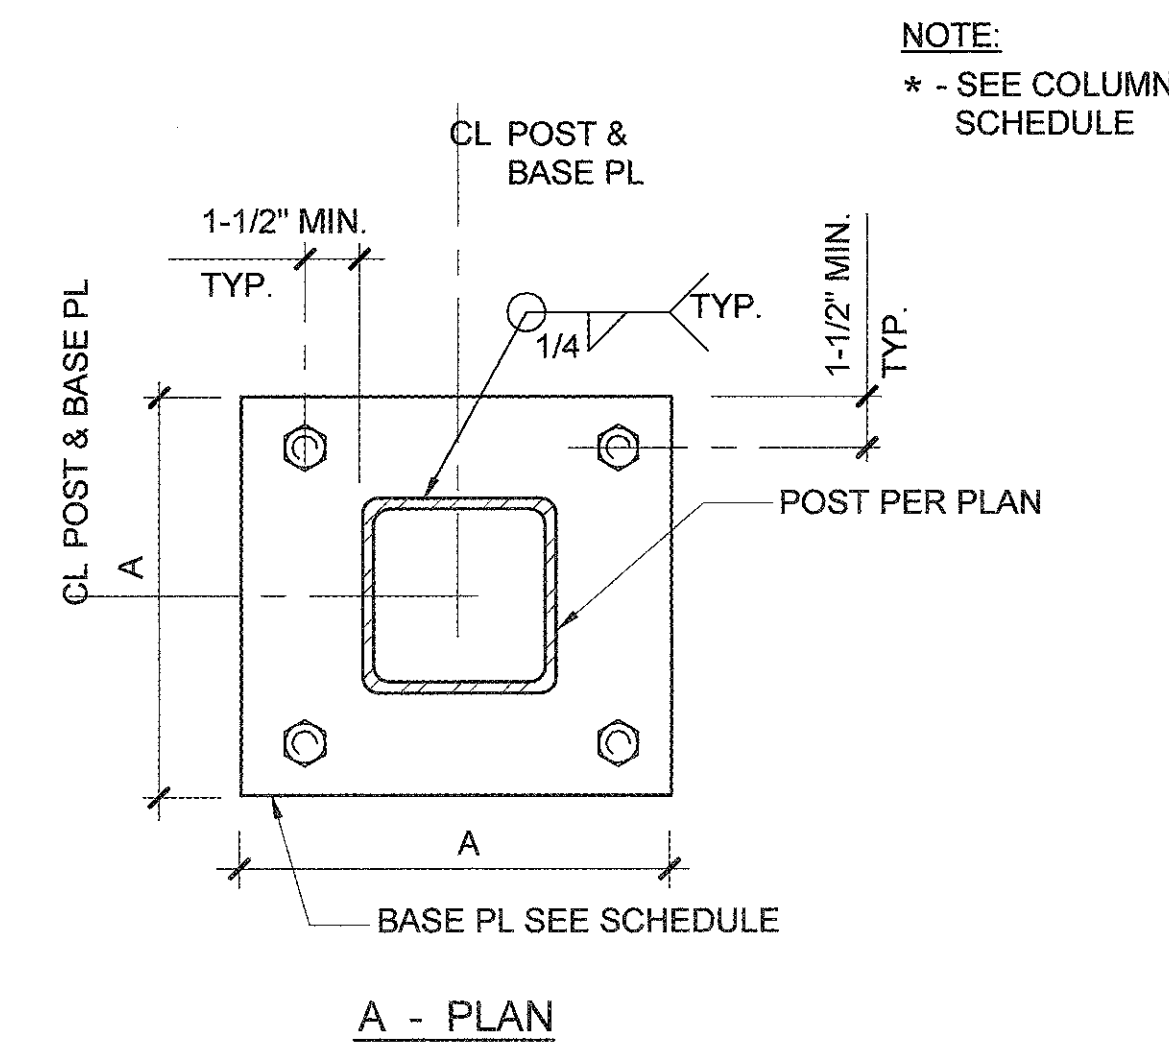 NOTE:
* - SEE COLUMN
SCHEDULE
CL POST &
BASE PL
1-1/2" MIN.
TYP.
1/4
TYP.
1-1/2" MIN.
TYP.
CL POST & BASE PL
A
POST PER PLAN
A
BASE PL SEE SCHEDULE
A - PLAN